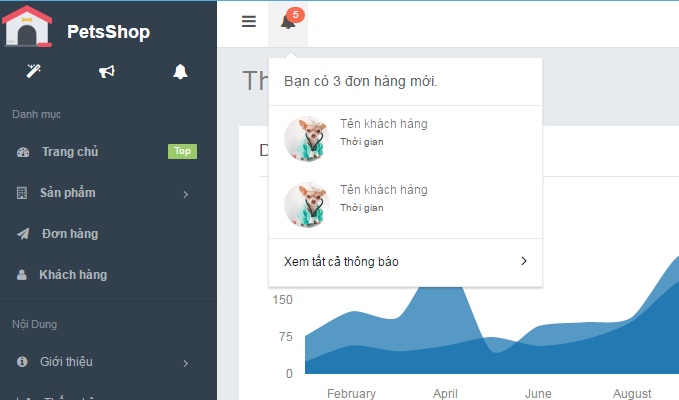 PetsShop
Danh mục
Trang chủ
Top
Sản phẩm
Đơn hàng
Khách hàng
Nội Dung
Giới thiệu
5
Th
D
Bạn có 3 đơn hàng mới.
Tên khách hàng
Thời gian
Tên khách hàng
Thời gian
Xem tất cả thông báo
150
75
0
February
April
June
August